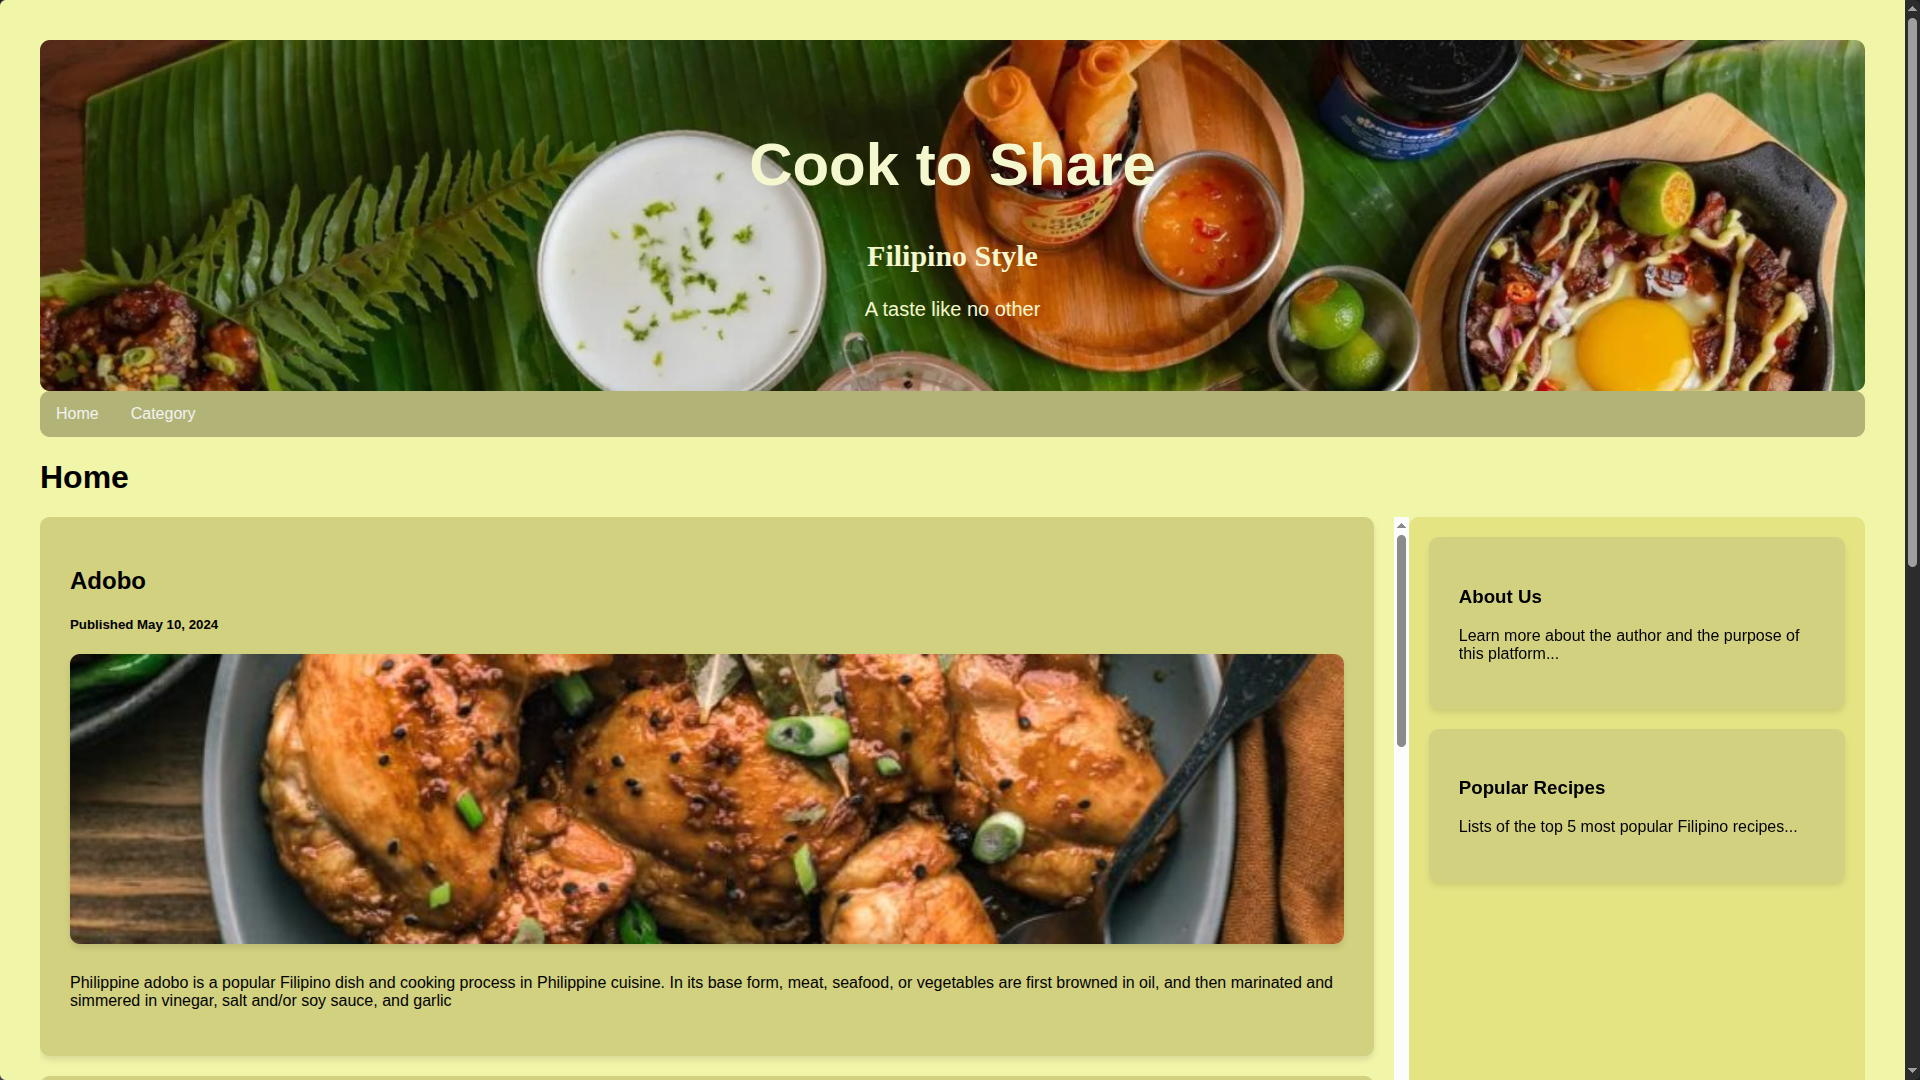 Cook to Share
Filipino Style
A taste like no other
Home
Category
Home
Adobo
Published May 10, 2024
Philippine adobo is a popular Filipino dish and cooking process in Philippine cuisine. In its base form, meat, seafood, or vegetables are first browned in oil, and then marinated and
simmered in vinegar, salt and/or soy sauce, and garlic
About Us
Learn more about the author and the purpose of
this platform...
Popular Recipes
Lists of the top 5 most popular Filipino recipes...